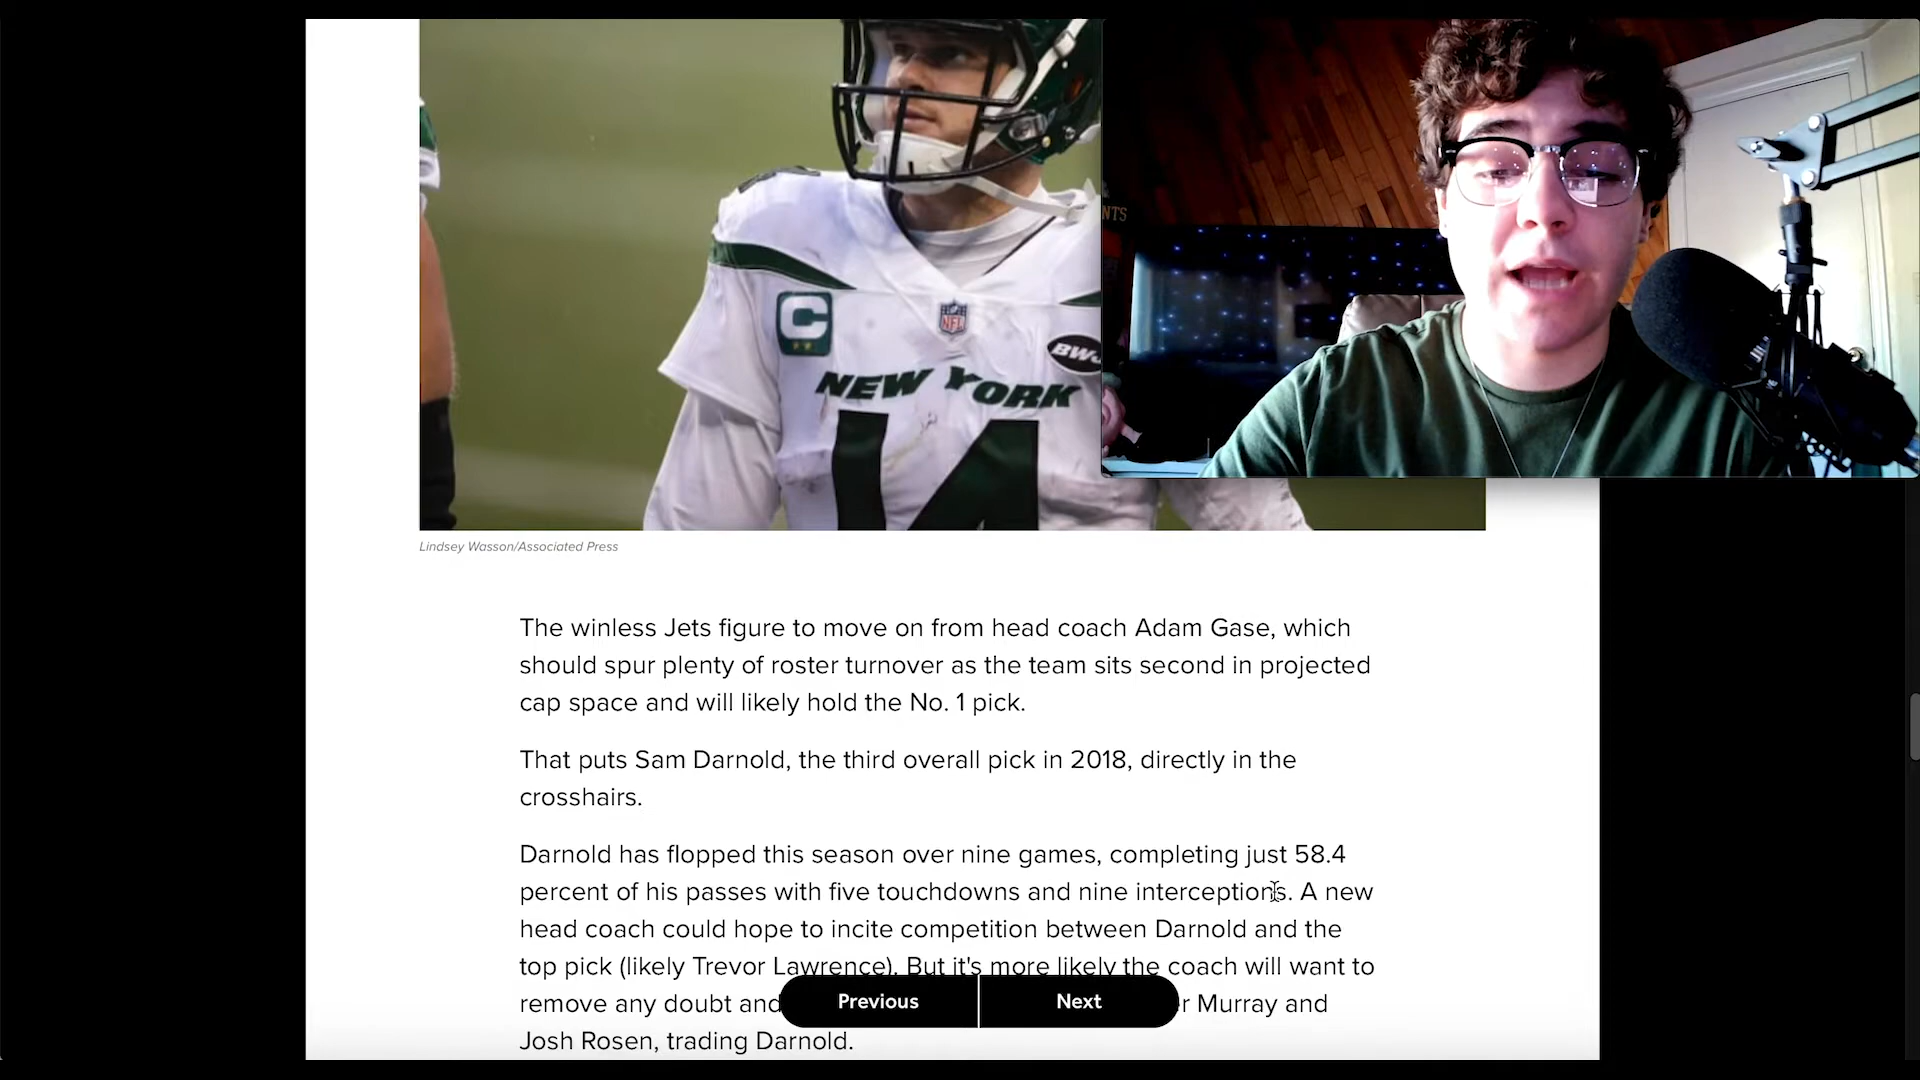 NTS
C
NFL
NEW YORK
14
Lindsey Wasson/Associated Press
The winless Jets figure to move on from head coach Adam Gase, which
should spur plenty of roster turnover as the team sits second in projected
cap space and will likely hold the No. 1 pick.
That puts Sam Darnold, the third overall pick in 2018, directly in the
crosshairs.
Darnold has flopped this season over nine games, completing just 58.4
percent of his passes with five touchdowns and nine interceptions. A new
head coach could hope to incite competition between Darnold and the
top pick (likely Trevor Lawrence). But it's more likely the coach will want to
remove any doubt and Murray and
Josh Rosen, trading Darnold.
Previous Next